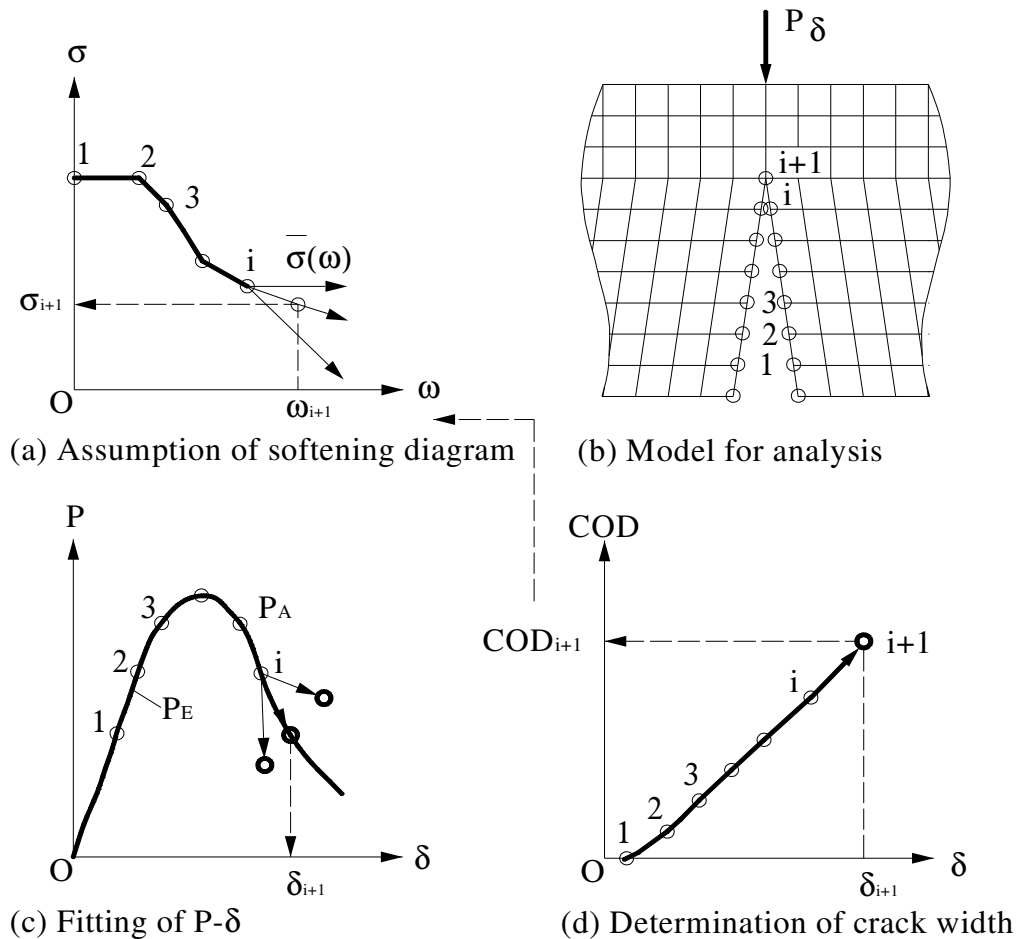 σ
1
2
3
i
σ(ω)
σi+1
O
ωi+1
ω
(a) Assumption of softening diagram
P δ
i+1
i
3
2
1
(b) Model for analysis
P
3
PA
2
i
PE
1
O
δi+1
δ
(c) Fitting of P-δ
COD
CODi+1
i+1
i
3
2
1
O
δi+1
δ
(d) Determination of crack width